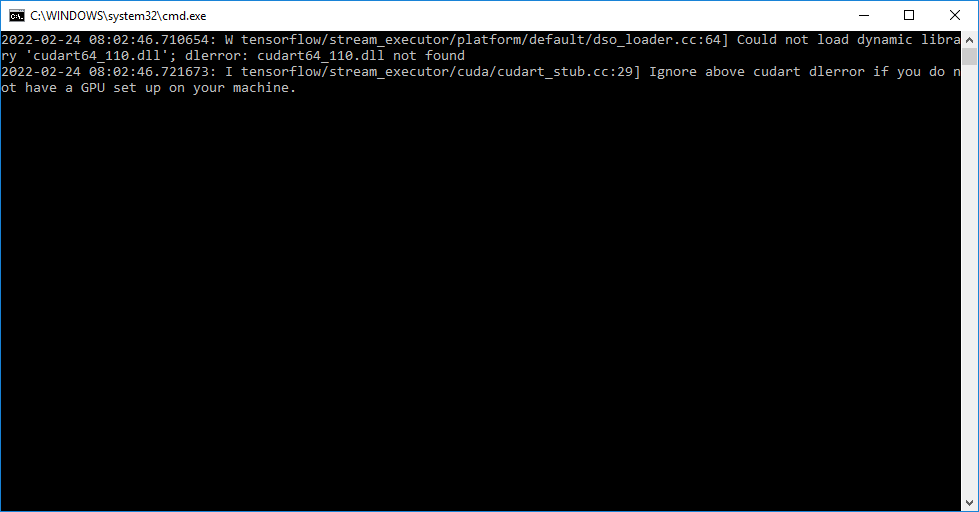 C:\WINDOWS\system32\cmd.exe
2022-02-24 08:02:46.710654: W tensorflow/stream_executor/platform/default/dso_loader.cc:64] Could not load dynamic libra
ry 'cudart64_110.dll'; dlerror: cudart64_110.dll not found
2022-02-24 08:02:46.721673: I tensorflow/stream_executor/cuda/cudart_stub.cc:29] Ignore above cudart dlerror if you do n
ot have a GPU set up on your machine.